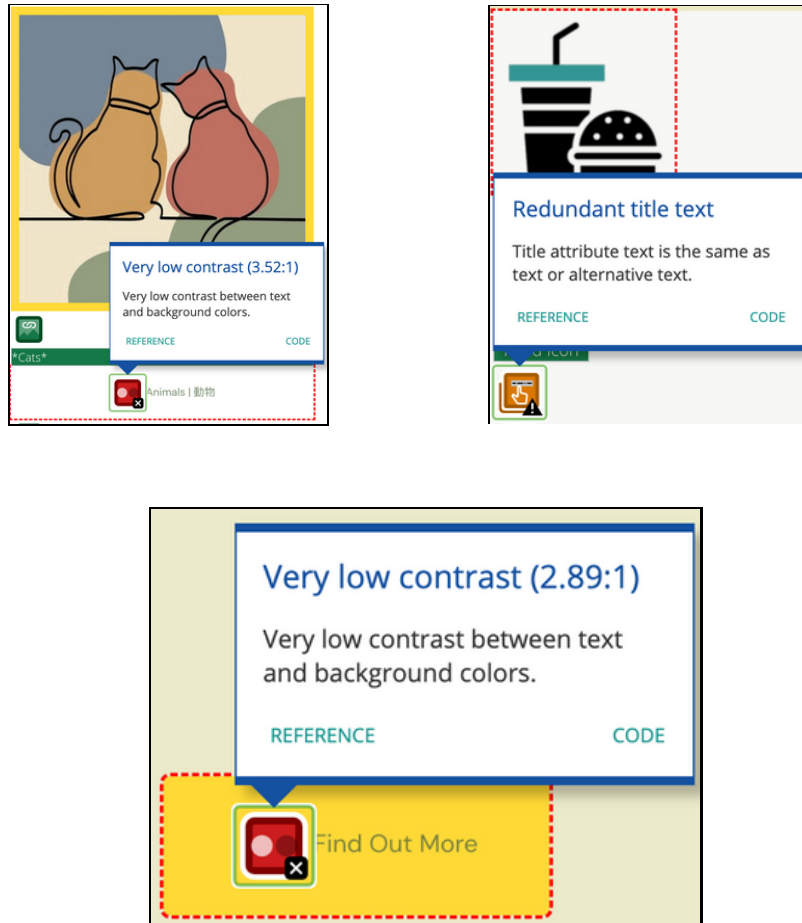 Very low contrast (3.52:1)
Very low contrast between text
and background colors.
REFERENCE CODE
*Cats*
Animals | 動物
Redundant title text
Title attribute text is the same as
text or alternative text.
REFERENCE CODE
Icon
Very low contrast (2.89:1)
Very low contrast between text
and background colors.
REFERENCE CODE
Find Out More